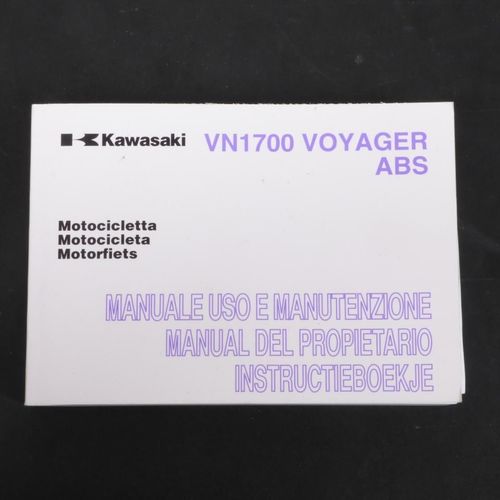 Kawasaki VN1700 VOYAGER
ABS
Motocicletta
Motocicleta
Motorfiets
MANUALE USO E MANUTENZIONE
MANUAL DEL PROPIETARIO
INSTRUCTIEBOEKJE